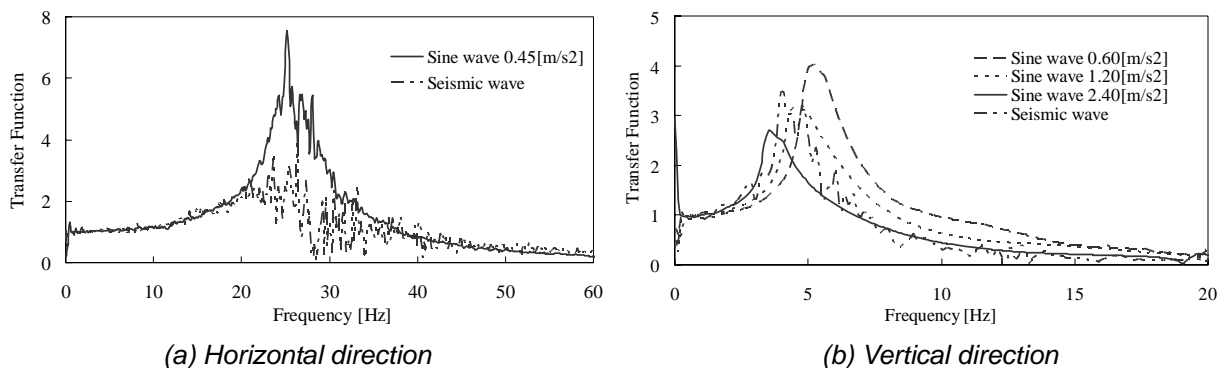 8
6
4
2
0
Transfer Function
Sine wave 0.45[m/s2]
Seismic wave
0 10 20 30 40 50 60
Frequency [Hz]
(a) Horizontal direction
5
4
3
2
1
0
Transfer Function
Sine wave 0.60[m/s2]
Sine wave 1.20[m/s2]
Sine wave 2.40[m/s2]
Seismic wave
0 5 10 15 20
Frequency [Hz]
(b) Vertical direction